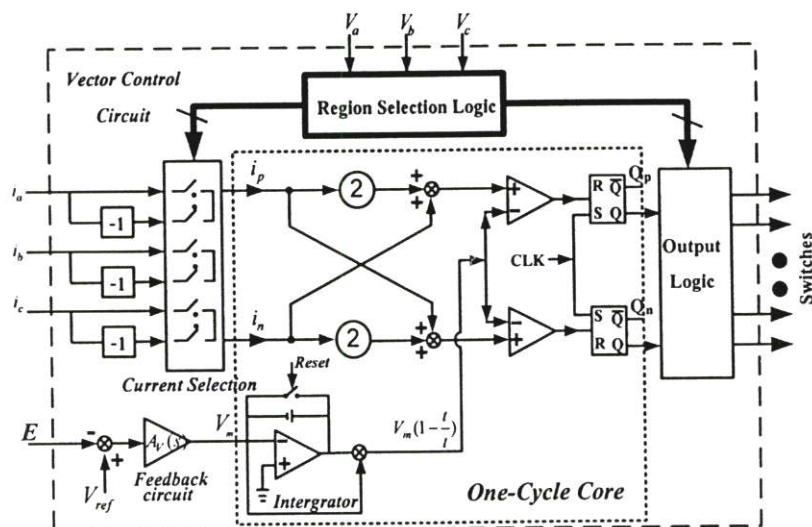 V_a V_b V_c
Vector Control
Circuit
Region Selection Logic
i_a
-1
i_b
-1
i_c
-1
Current Selection
i_p
2
+
+
+
-
R Q̅
S Q
Q_p
CLK
i_n
2
+
+
-
+
S Q̅
R Q
Q_n
Output
Logic
Switches
Reset
E
-
+
V_ref
A_V(s)
Feedback
circuit
V_m
-
+
Intergrator
V_m(1-t/t)
One-Cycle Core